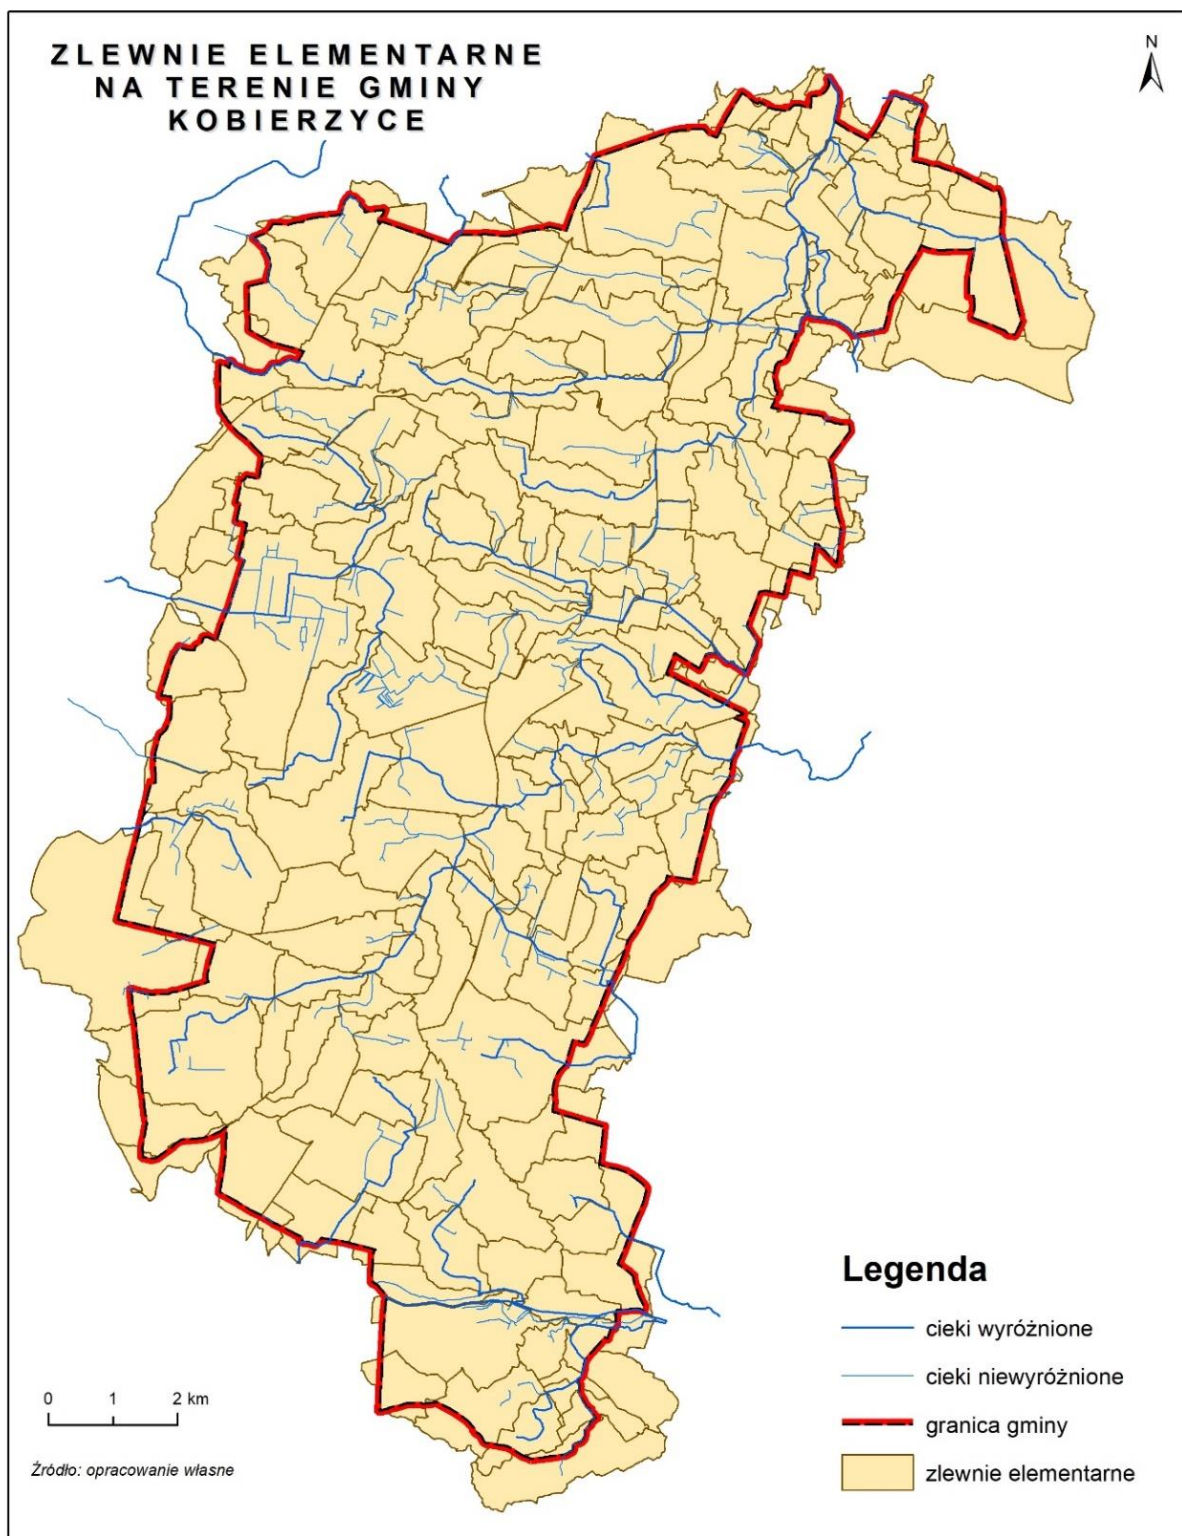 ZLEWNIE ELEMENTARNE
NA TERENIE GMINY
KOBIERZYCE
N
Legenda
cieki wyróżnione
cieki niewyróżnione
granica gminy
zlewnie elementarne
0 1 2 km
Źródło: opracowanie własne